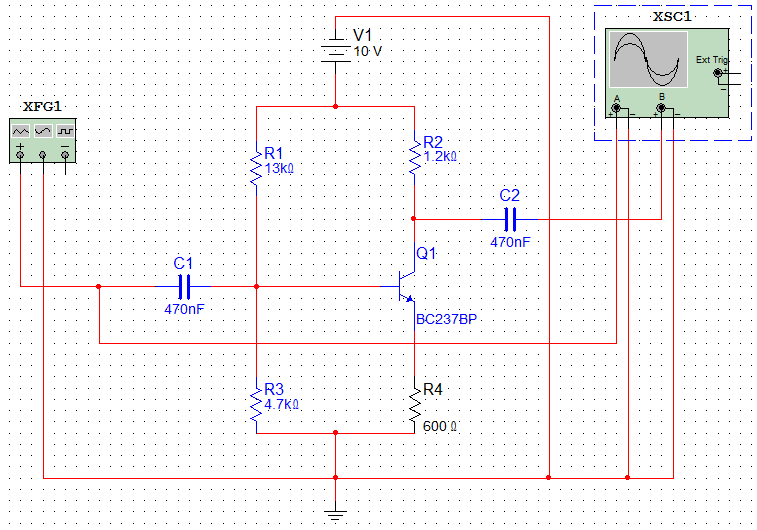 XSC1
V1
10 V
Ext Trig
+
−
A
B
+
−
+
−
XFG1
+
−
R1
13kΩ
R2
1.2kΩ
C2
470nF
Q1
BC237BP
C1
470nF
R3
4.7kΩ
R4
600 Ω